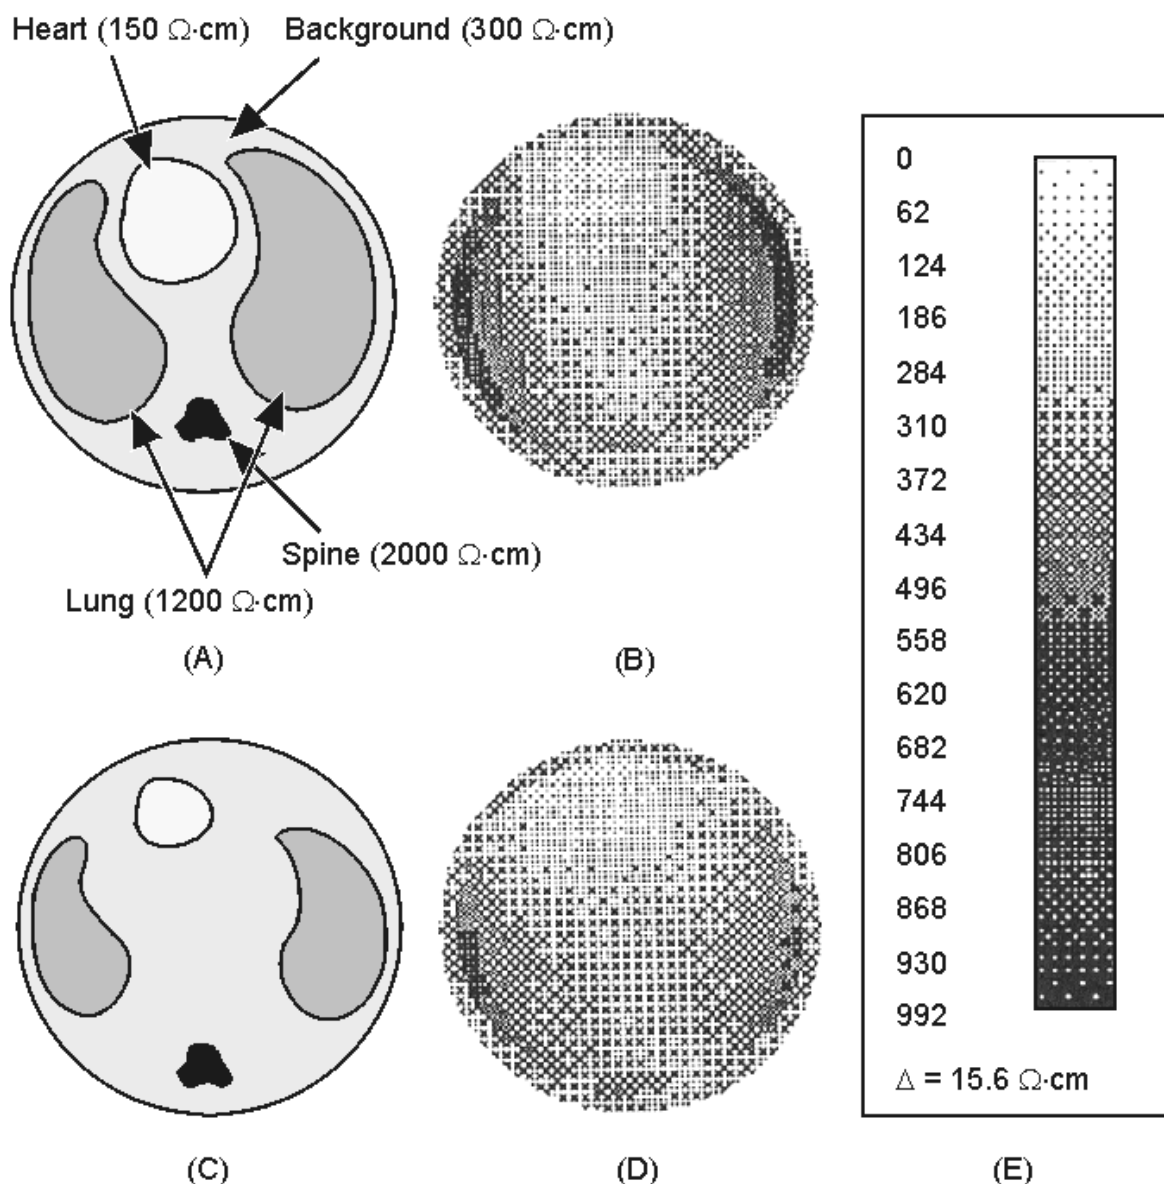 Heart (150 Ω·cm) Background (300 Ω·cm)
Spine (2000 Ω·cm)
Lung (1200 Ω·cm)
(A)
(B)
0
62
124
186
284
310
372
434
496
558
620
682
744
806
868
930
992
Δ = 15.6 Ω·cm
(C)
(D)
(E)